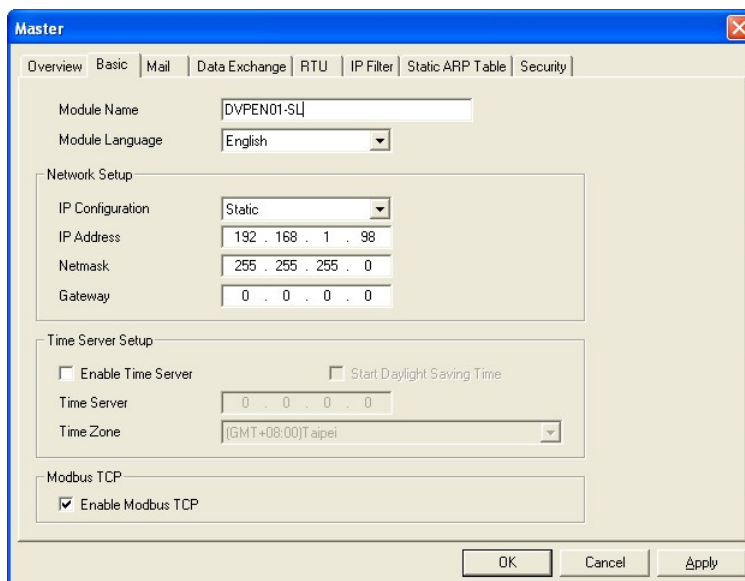 Master
Overview Basic Mail Data Exchange RTU IP Filter Static ARP Table Security
Module Name DVPEN01-SL
Module Language English
Network Setup
IP Configuration Static
IP Address 192 . 168 . 1 . 98
Netmask 255 . 255 . 255 . 0
Gateway 0 . 0 . 0 . 0
Time Server Setup
Enable Time Server Start Daylight Saving Time
Time Server 0 . 0 . 0 . 0
Time Zone (GMT+08:00)Taipei
Modbus TCP
Enable Modbus TCP
OK Cancel Apply